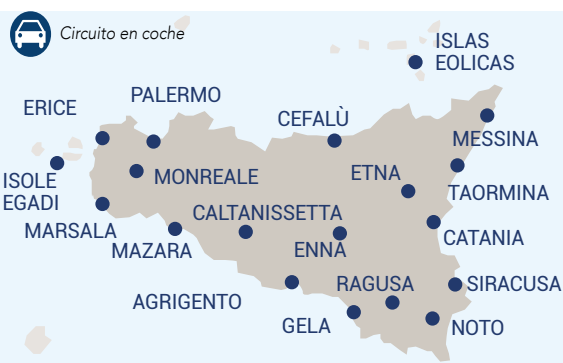 Circuito en coche
ISLAS
EOLICAS
ERICE
PALERMO
CEFALÙ
MESSINA
ISOLE
EGADI
MONREALE
ETNA
TAORMINA
MARSALA
CALTANISSETTA
MAZARA
ENNA
CATANIA
AGRIGENTO
RAGUSA
SIRACUSA
GELA
NOTO